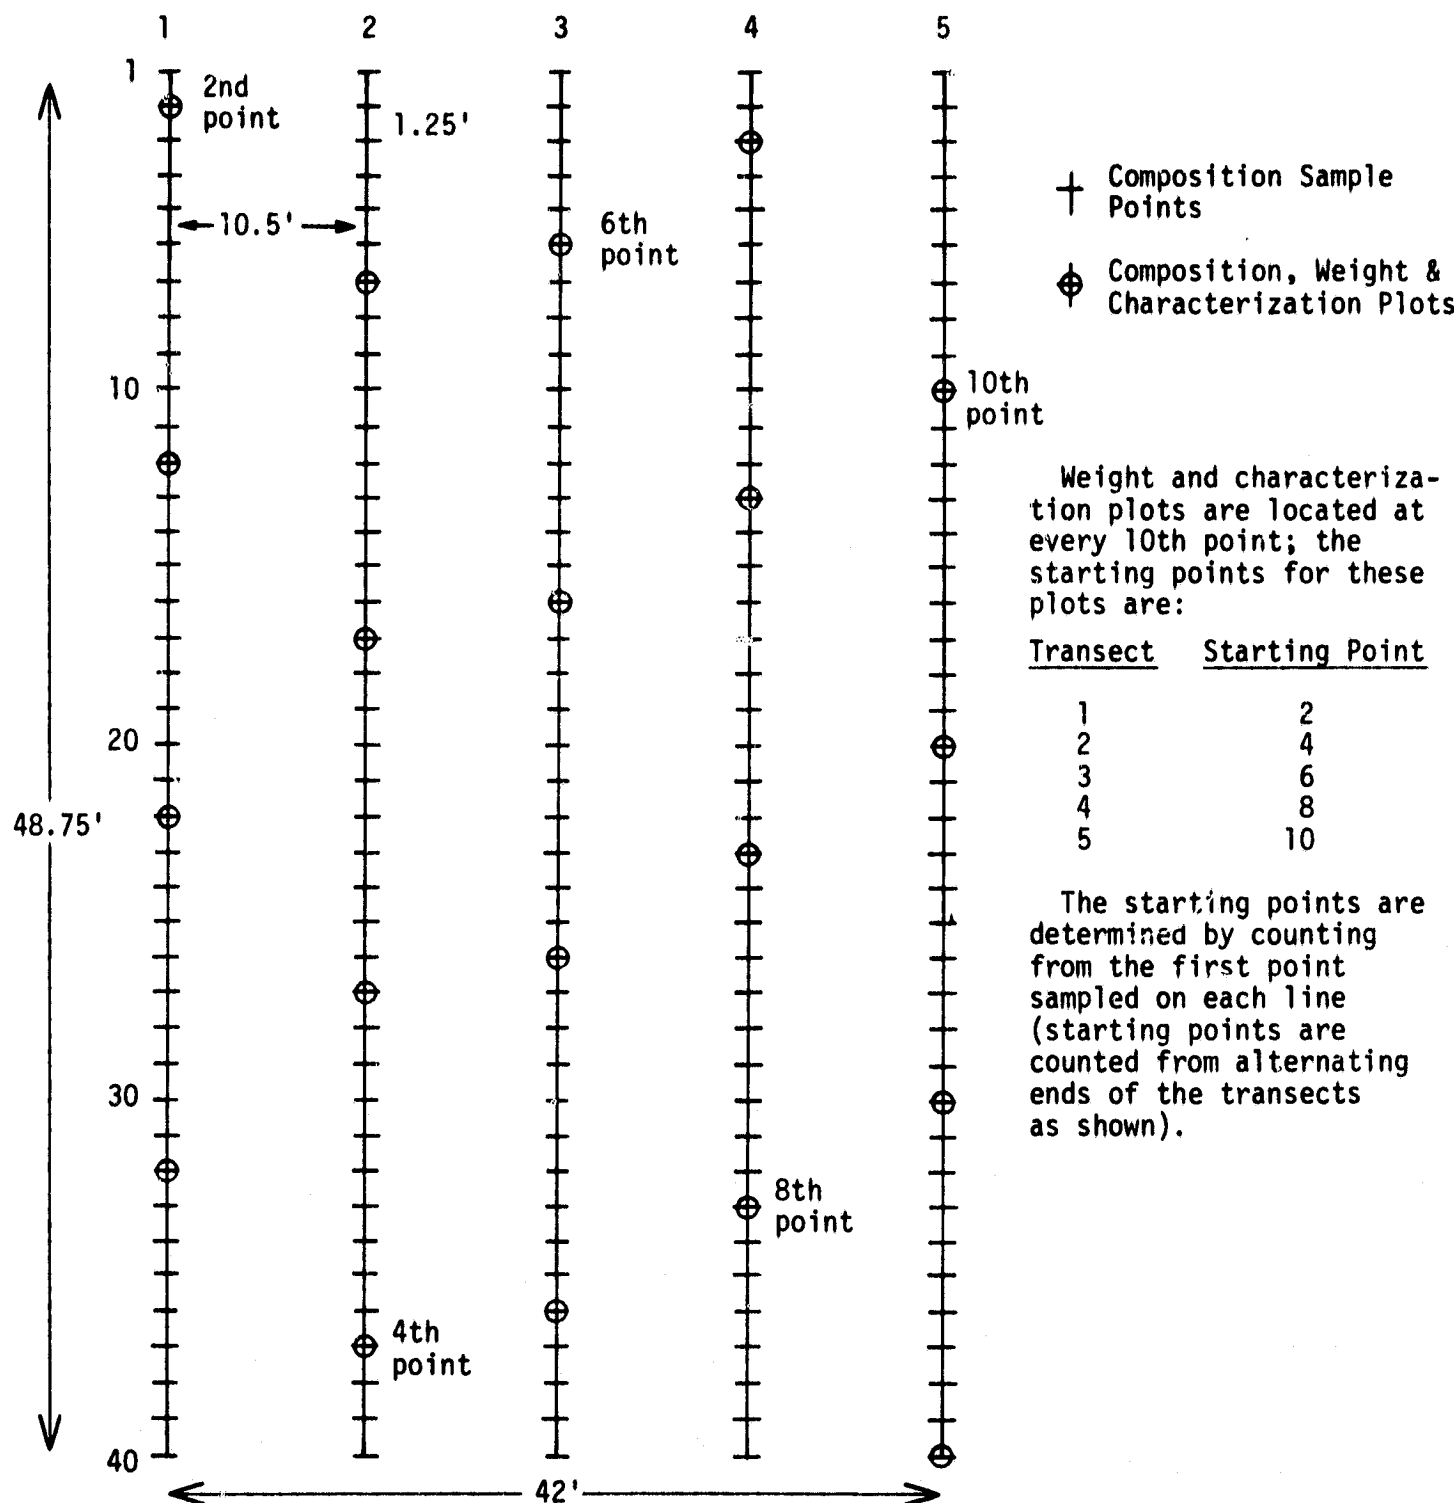 1 2 3 4 5
1
2nd
point
1.25'
10.5'
6th
point
10
10th
point
20
48.75'
30
8th
point
4th
point
40
42'
Composition Sample
Points
Composition, Weight &
Characterization Plots
Weight and characteriza-
tion plots are located at
every 10th point; the
starting points for these
plots are:
Transect Starting Point
1 2
2 4
3 6
4 8
5 10
The starting points are
determined by counting
from the first point
sampled on each line
(starting points are
counted from alternating
ends of the transects
as shown).